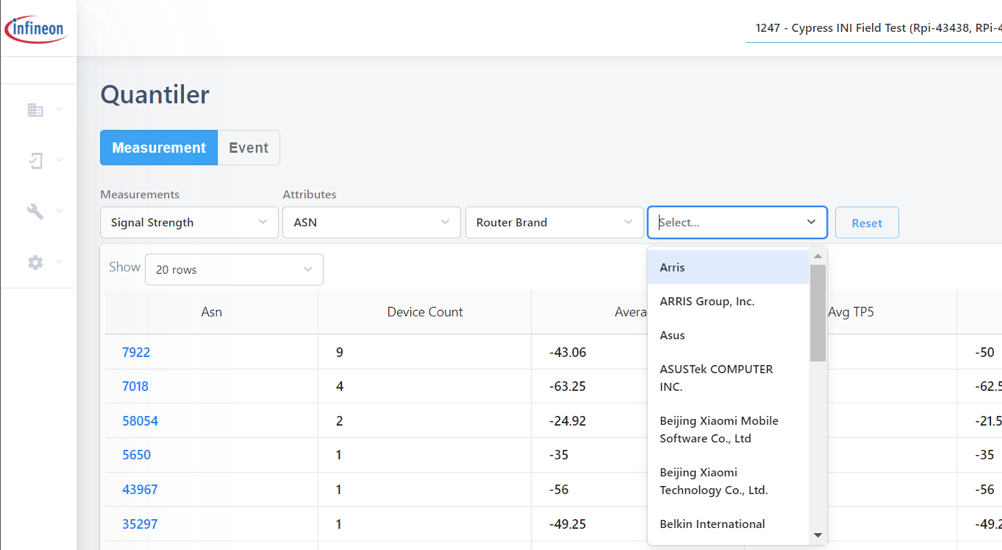 infineon
1247 - Cypress INI Field Test (Rpi-43438, RPi-4
Quantiler
Measurement Event
Measurements Attributes
Signal Strength ASN Router Brand Select... Reset
Show 20 rows
Asn Device Count Avera Avg TP5
7922 9 -43.06 -50
7018 4 -63.25 -62.5
58054 2 -24.92 -21.5
5650 1 -35 -35
43967 1 -56 -56
35297 1 -49.25 -49.2
Arris
ARRIS Group, Inc.
Asus
ASUSTek COMPUTER
INC.
Beijing Xiaomi Mobile
Software Co., Ltd
Beijing Xiaomi
Technology Co., Ltd.
Belkin International